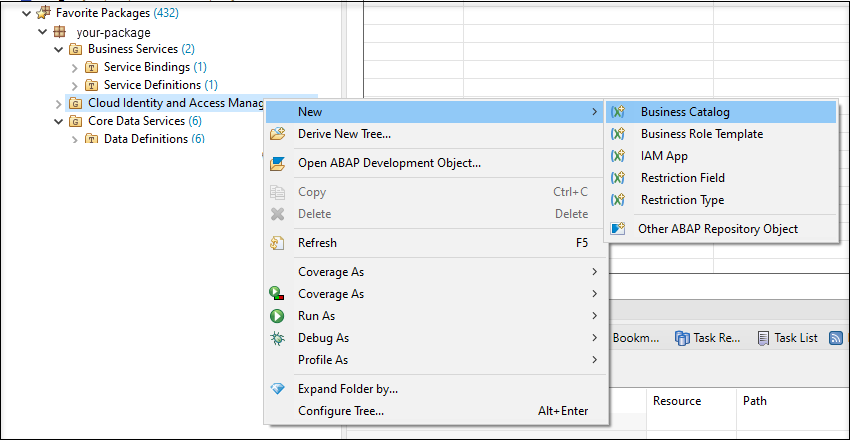 Favorite Packages (432)
your-package
Business Services (2)
Service Bindings (1)
Service Definitions (1)
Cloud Identity and Access Manag
Core Data Services (6)
Data Definitions (6)
New
Derive New Tree...
Open ABAP Development Object...
Copy Ctrl+C
Delete Delete
Refresh F5
Coverage As
Coverage As
Run As
Debug As
Profile As
Expand Folder by...
Configure Tree... Alt+Enter
Business Catalog
Business Role Template
IAM App
Restriction Field
Restriction Type
Other ABAP Repository Object
Bookm... Task Re... Task List
Resource Path